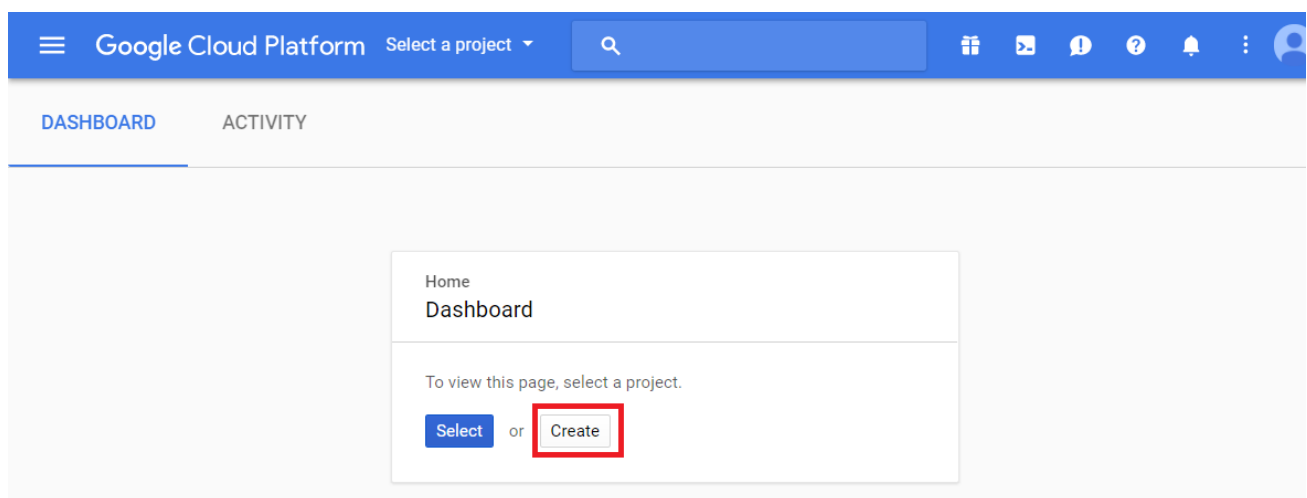 Google Cloud Platform Select a project
DASHBOARD ACTIVITY
Home
Dashboard
To view this page, select a project.
Select or Create